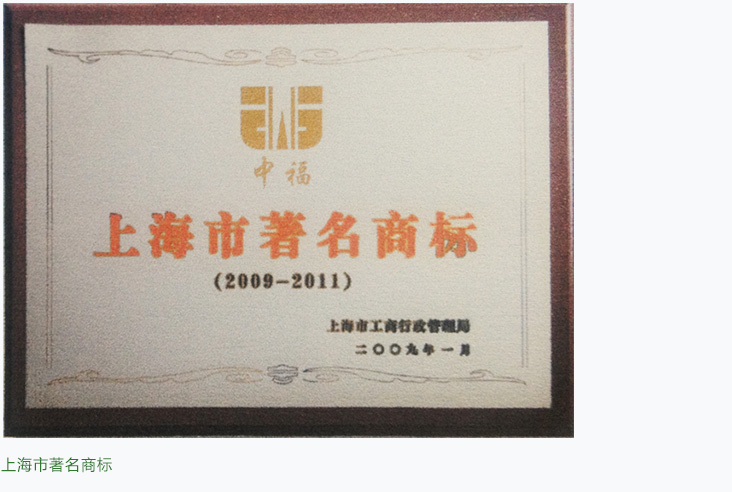 中福
上海市著名商标
(2009-2011)
上海市工商行政管理局
二〇〇九年一月
上海市著名商标